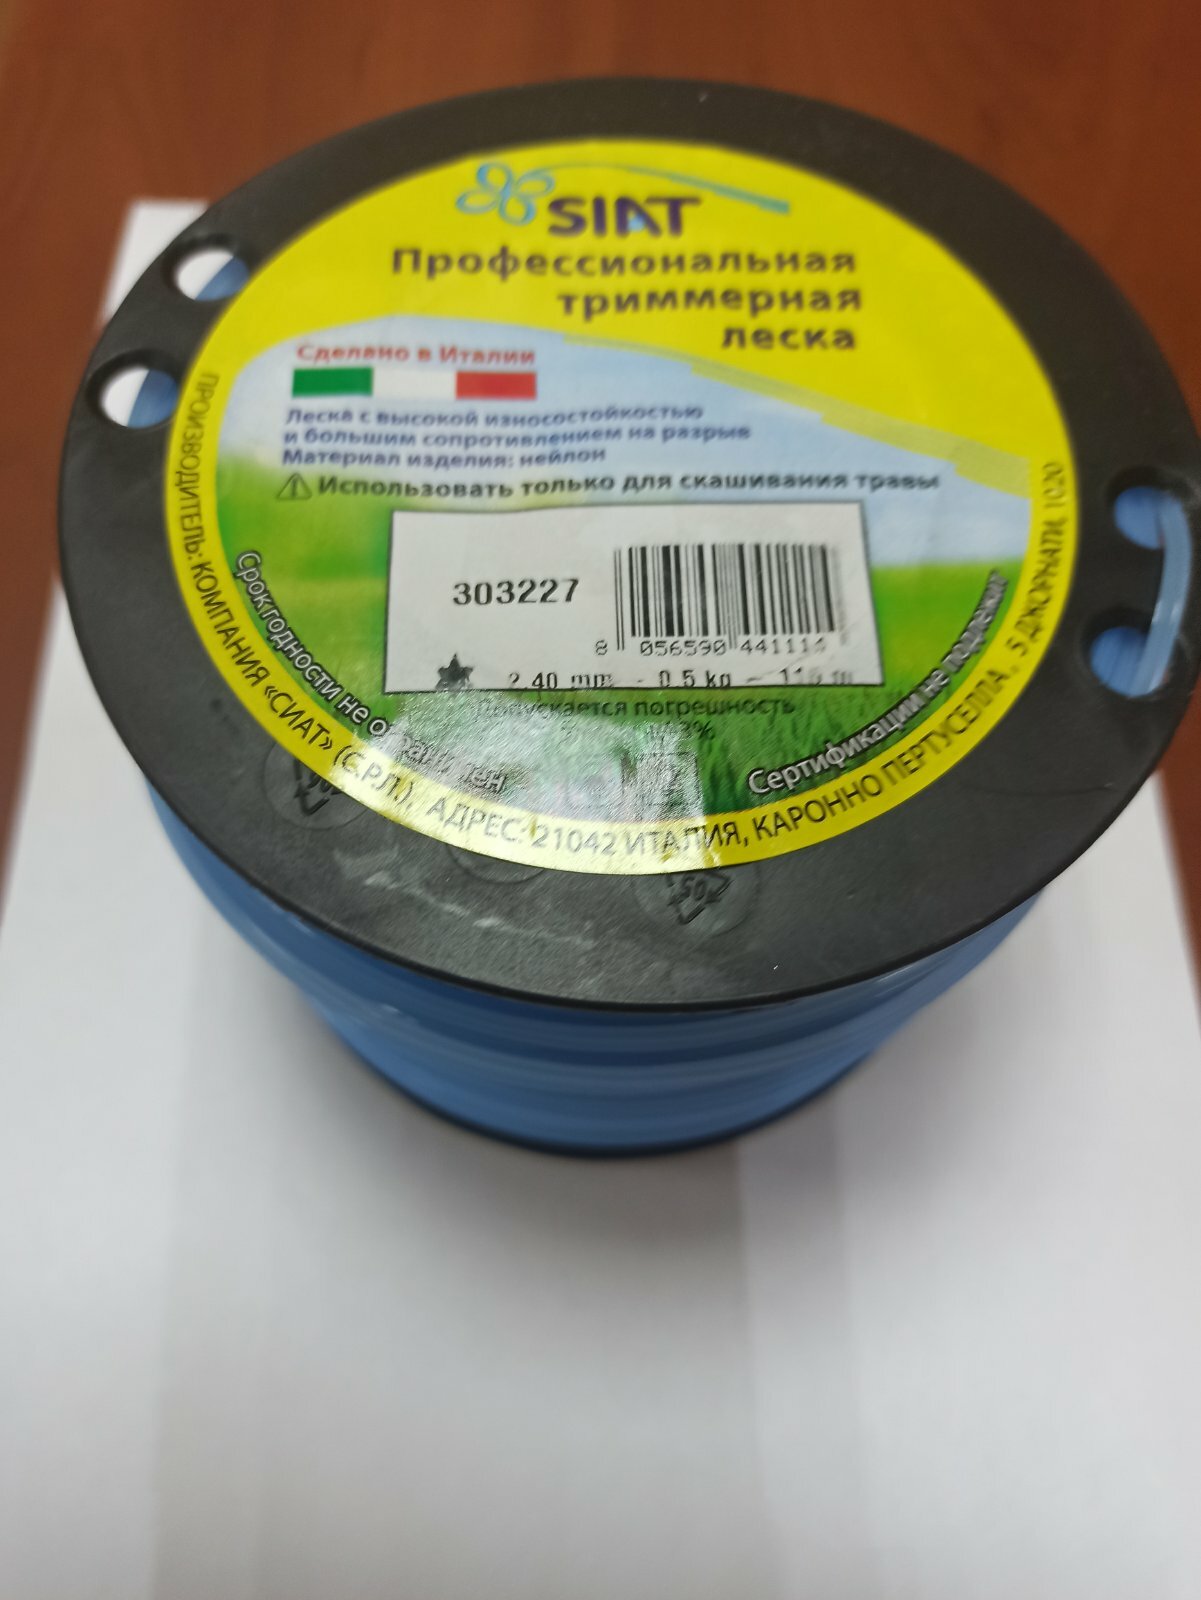 SIAT
Профессиональная
триммерная
леска
Сделано в Италии
Леска с высокой износостойкостью
и большим сопротивлением на разрыв
Материал изделия: нейлон
Использовать только для скашивания травы
303227
8 056590 441114
2.40 mm - 0.5 kg -
Допускается погрешность
Срок годности не ограничен
Сертификации не подлежит
ПРОИЗВОДИТЕЛЬ: КОМПАНИЯ «СИАТ» (С.Р.Л.), АДРЕС: 21042 ИТАЛИЯ, КАРОННО ПЕРТУСЕЛЛА, 5 ДЖОРНАТИ, 1020